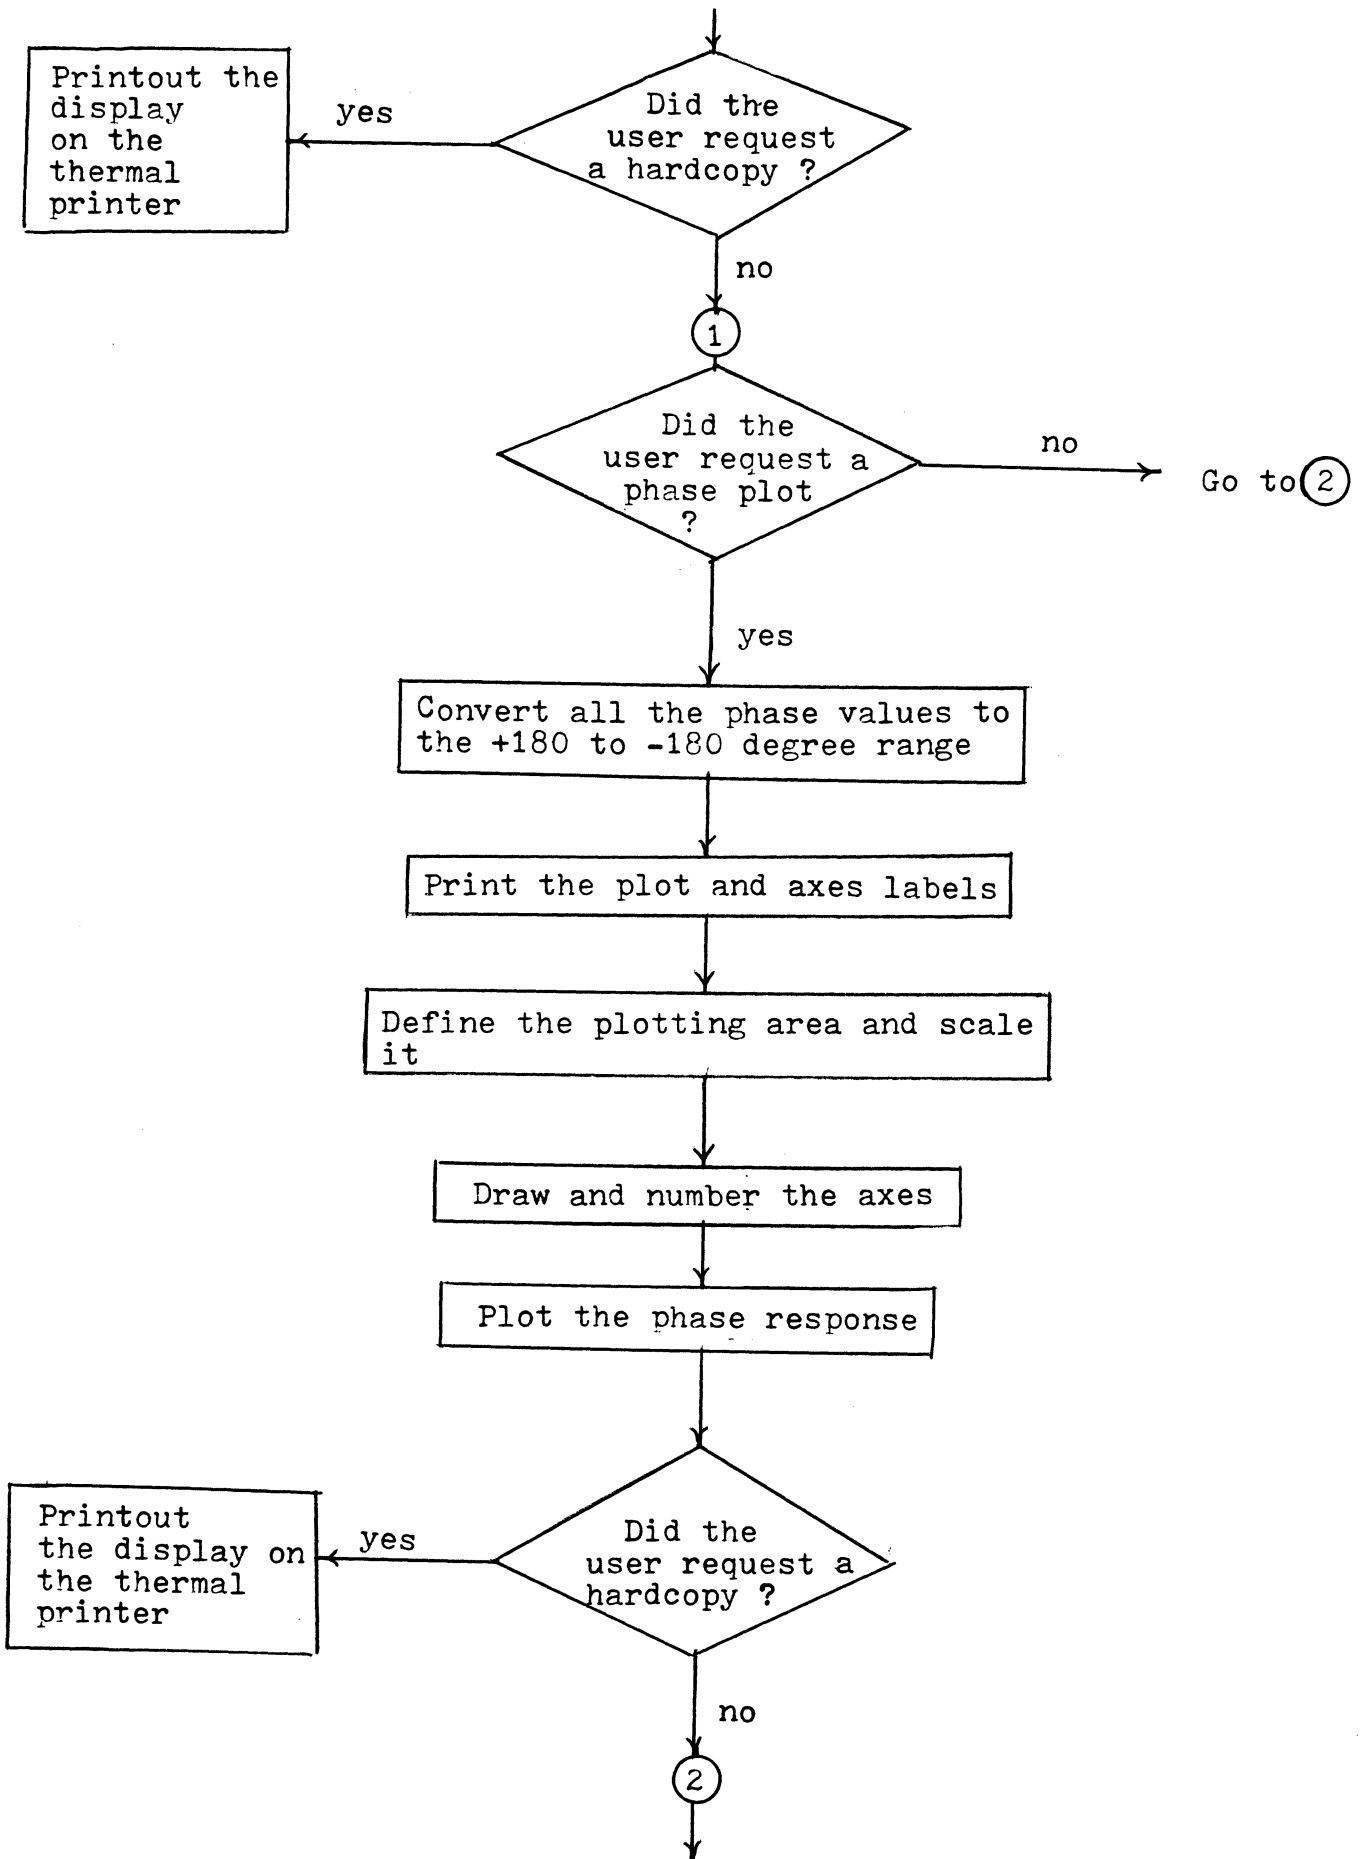 Printout the
display
on the
thermal
printer
yes
Did the
user request
a hardcopy ?
no
1
Did the
user request a
phase plot
?
no
Go to 2
yes
Convert all the phase values to
the +180 to -180 degree range
Print the plot and axes labels
Define the plotting area and scale
it
Draw and number the axes
Plot the phase response
Printout
the display on
the thermal
printer
yes
Did the
user request a
hardcopy ?
no
2